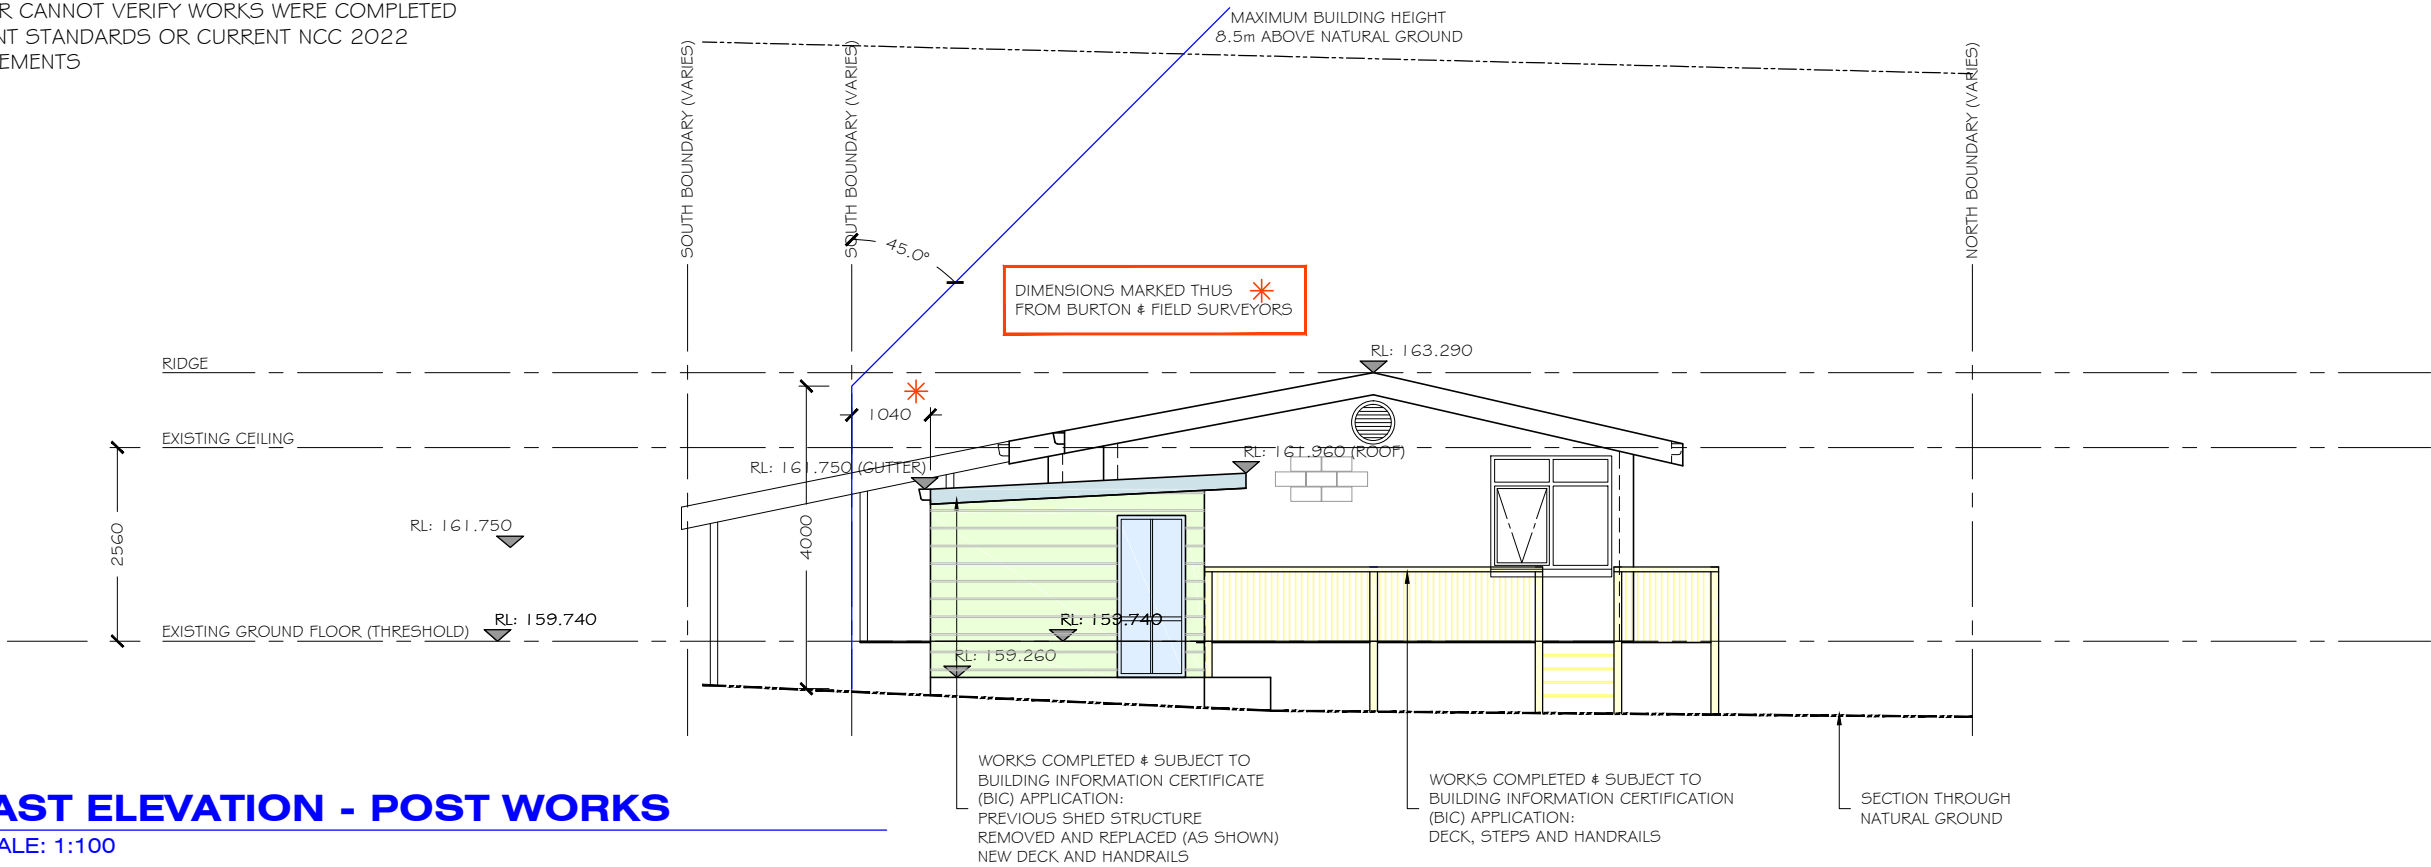 R CANNOT VERIFY WORKS WERE COMPLETED
NT STANDARDS OR CURRENT NCC 2022
EMENTS
MAXIMUM BUILDING HEIGHT
8.5m ABOVE NATURAL GROUND
SOUTH BOUNDARY (VARIES)
SOUTH BOUNDARY (VARIES)
NORTH BOUNDARY (VARIES)
45.0°
DIMENSIONS MARKED THUS
FROM BURTON & FIELD SURVEYORS
RIDGE
RL: 163.290
1040
EXISTING CEILING
RL: 161.750 (GUTTER)
RL: 161.960 (ROOF)
RL: 161.750
2560
4000
EXISTING GROUND FLOOR (THRESHOLD)
RL: 159.740
RL: 159.740
RL: 159.260
WORKS COMPLETED & SUBJECT TO
BUILDING INFORMATION CERTIFICATE
(BIC) APPLICATION:
PREVIOUS SHED STRUCTURE
REMOVED AND REPLACED (AS SHOWN)
NEW DECK AND HANDRAILS
WORKS COMPLETED & SUBJECT TO
BUILDING INFORMATION CERTIFICATION
(BIC) APPLICATION:
DECK, STEPS AND HANDRAILS
SECTION THROUGH
NATURAL GROUND
AST ELEVATION - POST WORKS
ALE: 1:100